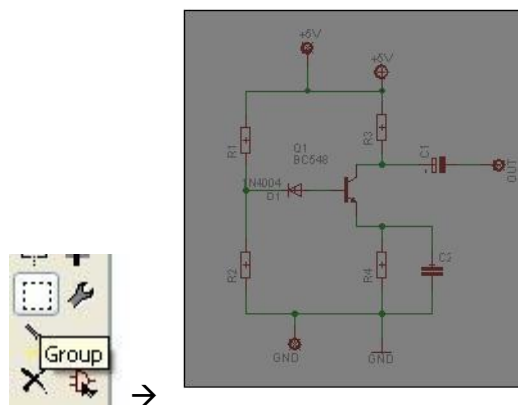 +5V
+5V
R1
Q1
BC548
R3
C1
OUT
1N4004
D1
R2
R4
C2
GND
GND
Group